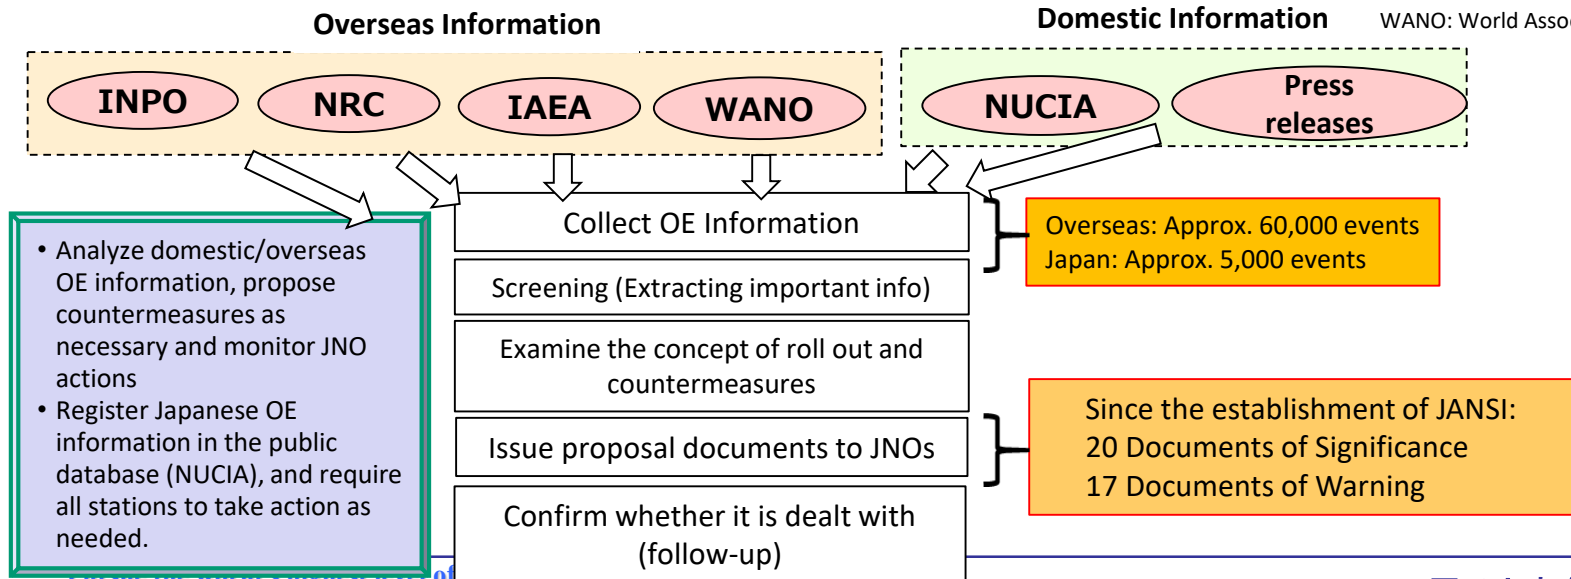 Overseas Information
Domestic Information
WANO: World Assoc
INPO
NRC
IAEA
WANO
NUCIA
Press
releases
Collect OE Information
Overseas: Approx. 60,000 events
Japan: Approx. 5,000 events
• Analyze domestic/overseas
OE information, propose
countermeasures as
necessary and monitor JNO
actions
• Register Japanese OE
information in the public
database (NUCIA), and require
all stations to take action as
needed.
Screening (Extracting important info)
Examine the concept of roll out and
countermeasures
Issue proposal documents to JNOs
Since the establishment of JANSI:
20 Documents of Significance
17 Documents of Warning
Confirm whether it is dealt with
(follow-up)